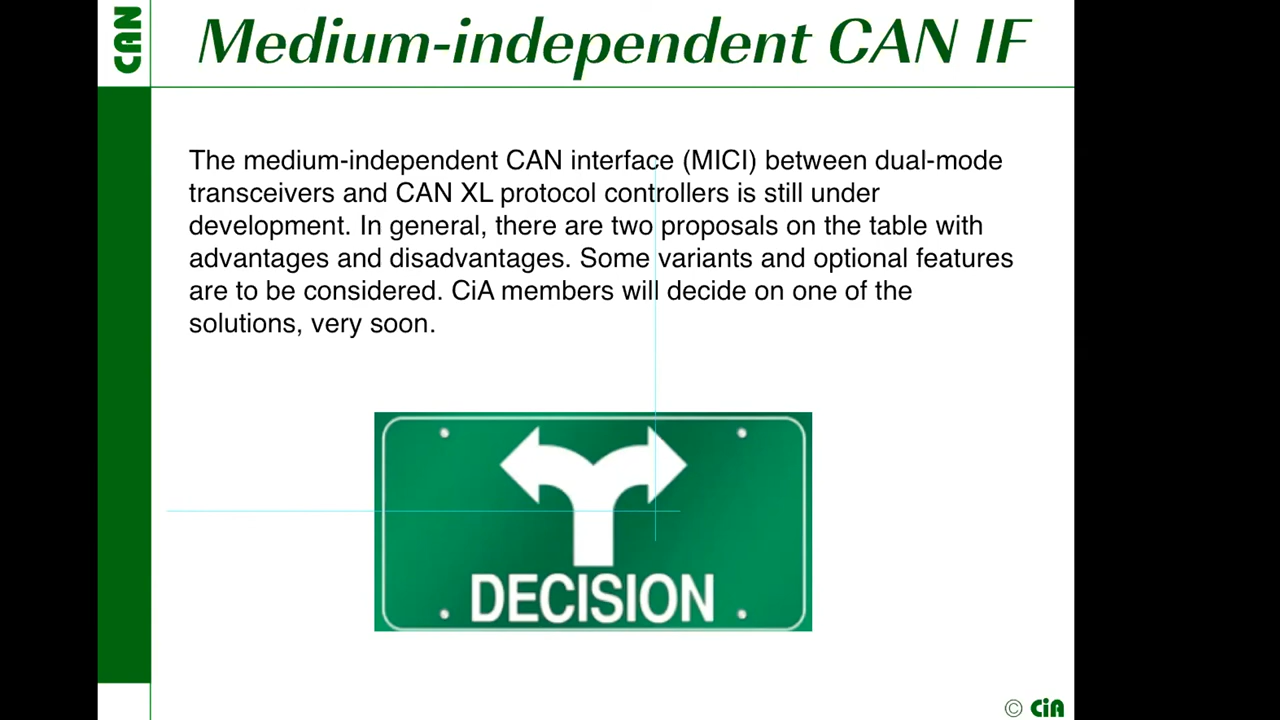 CAN
Medium-independent CAN IF
The medium-independent CAN interface (MICI) between dual-mode
transceivers and CAN XL protocol controllers is still under
development. In general, there are two proposals on the table with
advantages and disadvantages. Some variants and optional features
are to be considered. CiA members will decide on one of the
solutions, very soon.
DECISION
© CiA